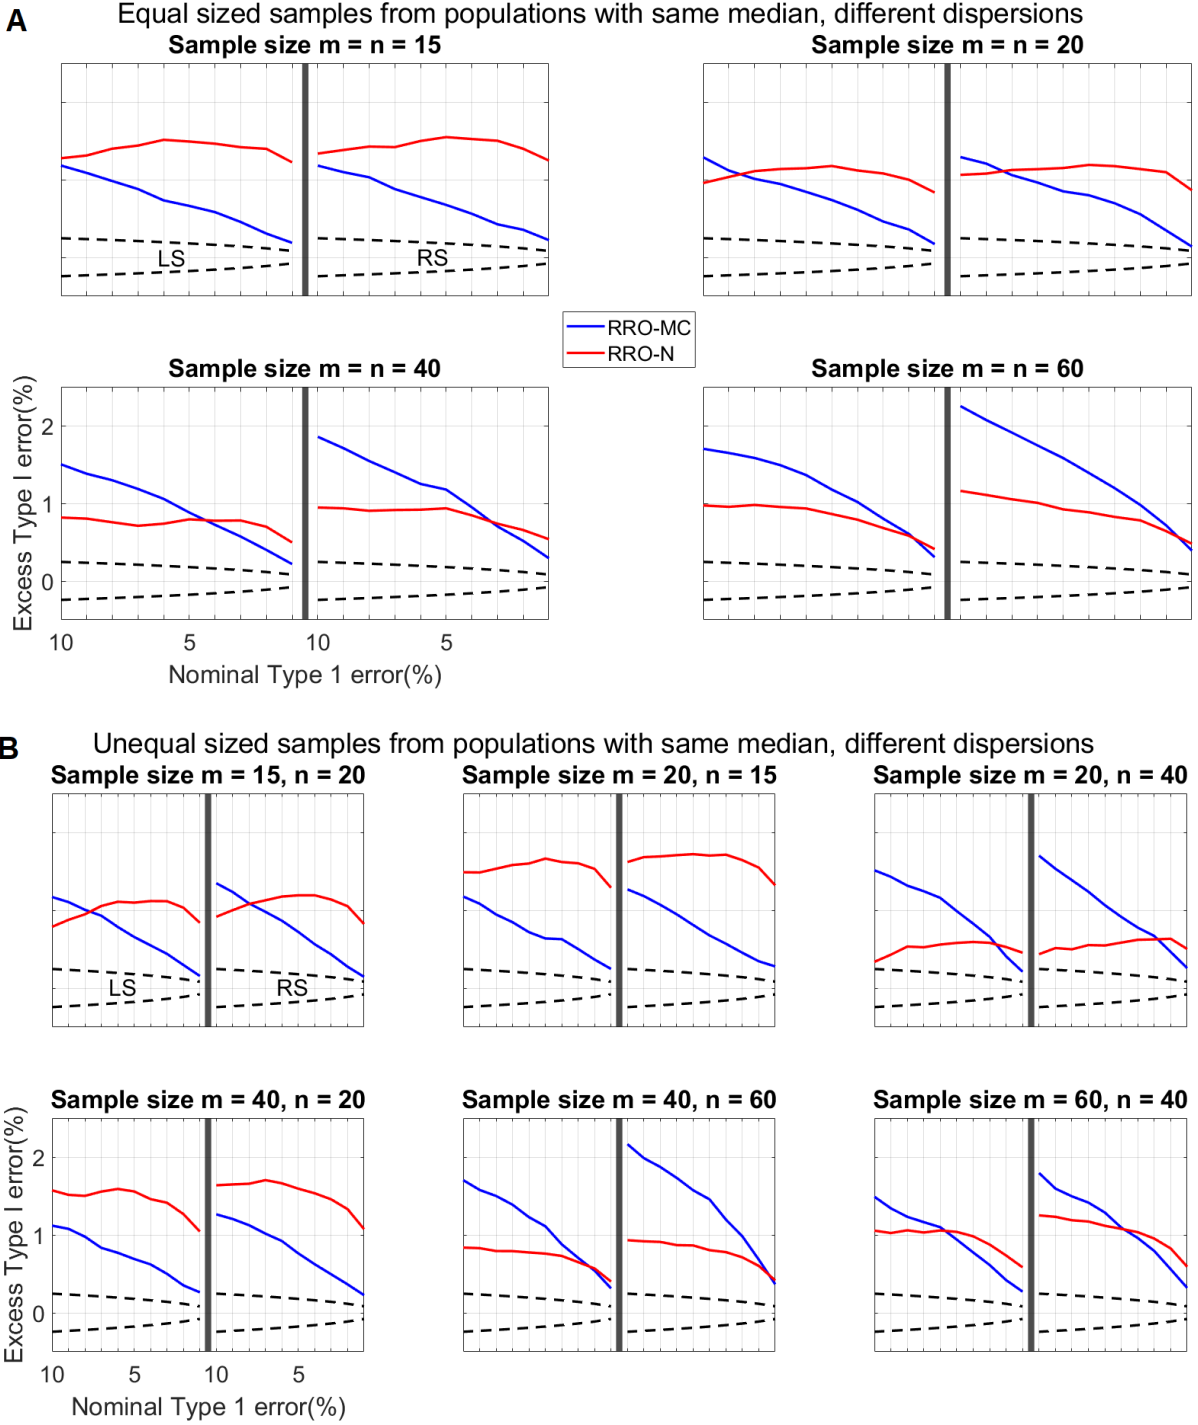 A
Equal sized samples from populations with same median, different dispersions
Sample size m = n = 15
Sample size m = n = 20
LS
RS
RRO-MC
RRO-N
Sample size m = n = 40
Sample size m = n = 60
Excess Type I error(%)
2
1
0
10
5
10
5
Nominal Type 1 error(%)
B
Unequal sized samples from populations with same median, different dispersions
Sample size m = 15, n = 20
Sample size m = 20, n = 15
Sample size m = 20, n = 40
LS
RS
Sample size m = 40, n = 20
Sample size m = 40, n = 60
Sample size m = 60, n = 40
Excess Type I error(%)
2
1
0
10
5
10
5
Nominal Type 1 error(%)